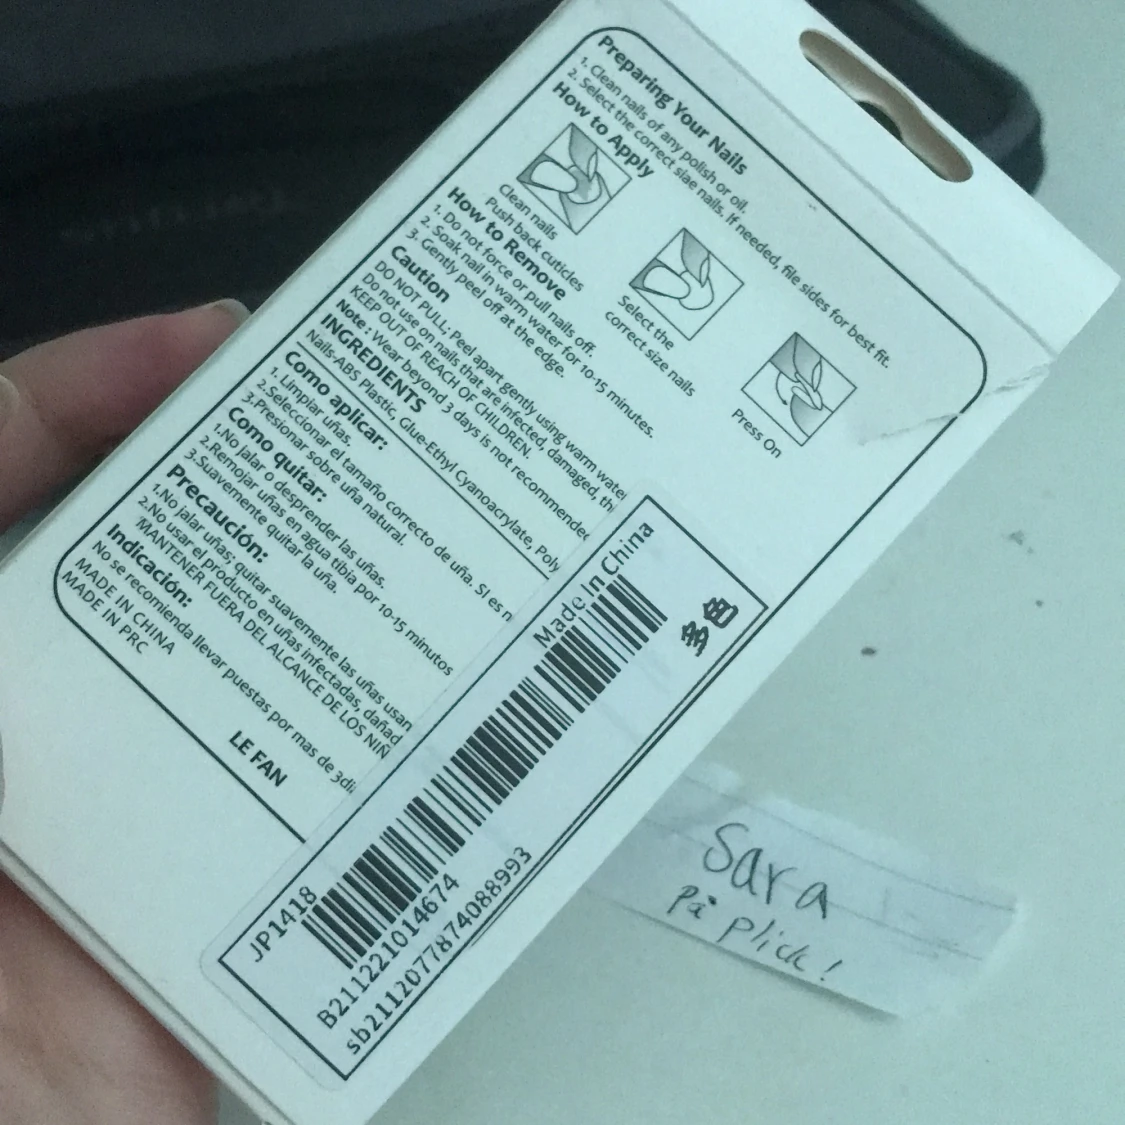 Preparing Your Nails
1. Clean nails of any polish or oil.
2. Select the correct siae nails. If needed, file sides for best fit.
How to Apply
Clean nails
Push back cuticles
Select the
correct size nails
Press On
How to Remove
1. Do not force or pull nails off.
2. Soak nail in warm water for 10-15 minutes.
3. Gently peel off at the edge.
Caution
DO NOT PULL: Peel apart gently using warm water
Do not use on nails that are infected, damaged, th
KEEP OUT OF REACH OF CHILDREN.
Note : Wear beyond 3 days is not recommended
INGREDIENTS
Nails-ABS Plastic, Glue-Ethyl Cyanoacrylate, Poly
Como aplicar:
1. Limpiar uñas.
2.Seleccionar el tamaño correcto de uña. SI es n
3.Presionar sobre uña natural.
Como quitar:
1.No jalar o desprender las uñas.
2.Remojar uñas en agua tibia por 10-15 minutos
3.Suavemente quitar la uña.
Precaución:
1.No jalar uñas; quitar suavemente las uñas usan
2.No usar el producto en uñas infectadas, dañad
'MANTENER FUERA DEL ALCANCE DE LOS NIÑ
Indicación:
No se recomienda llevar puestas por mas de 3dí
MADE IN CHINA
MADE IN PRC
LE FAN
JP1418
Made In China
多色
B211221014674
sb2112077874088993
Sara
på plick!